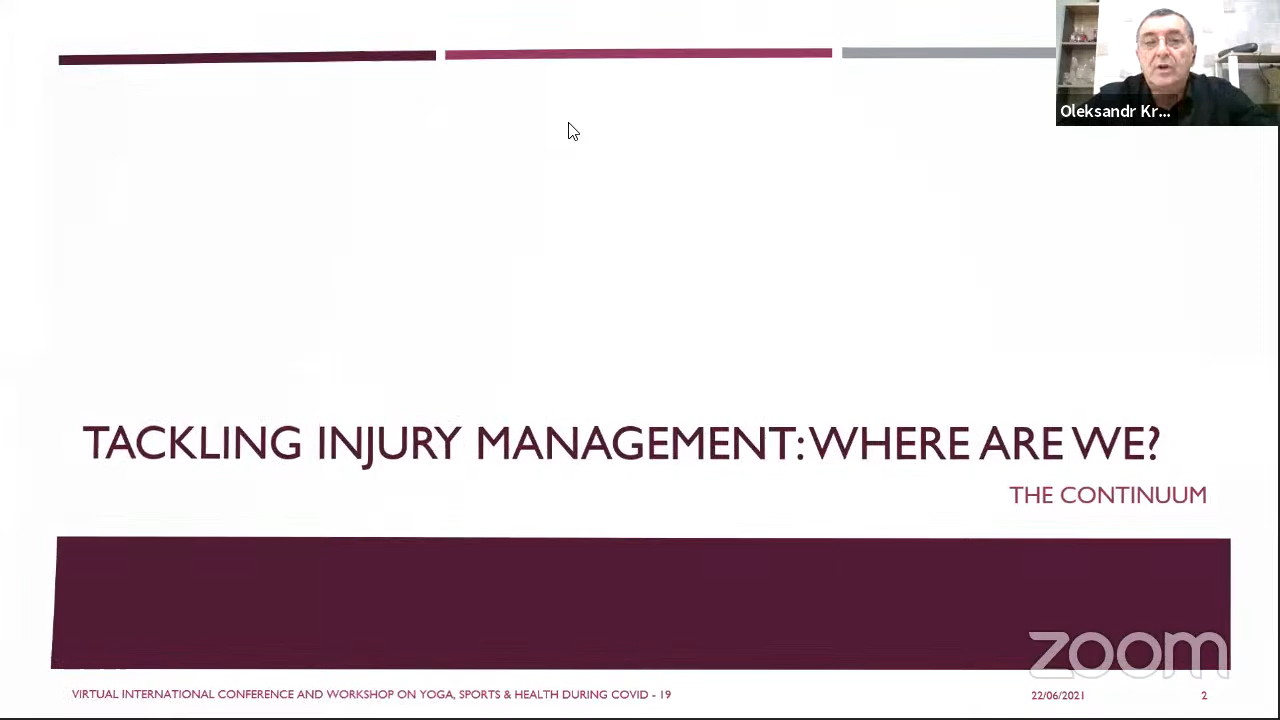 Oleksandr Kr...
TACKLING INJURY MANAGEMENT: WHERE ARE WE?
THE CONTINUUM
zoom
VIRTUAL INTERNATIONAL CONFERENCE AND WORKSHOP ON YOGA, SPORTS & HEALTH DURING COVID - 19
22/06/2021
2